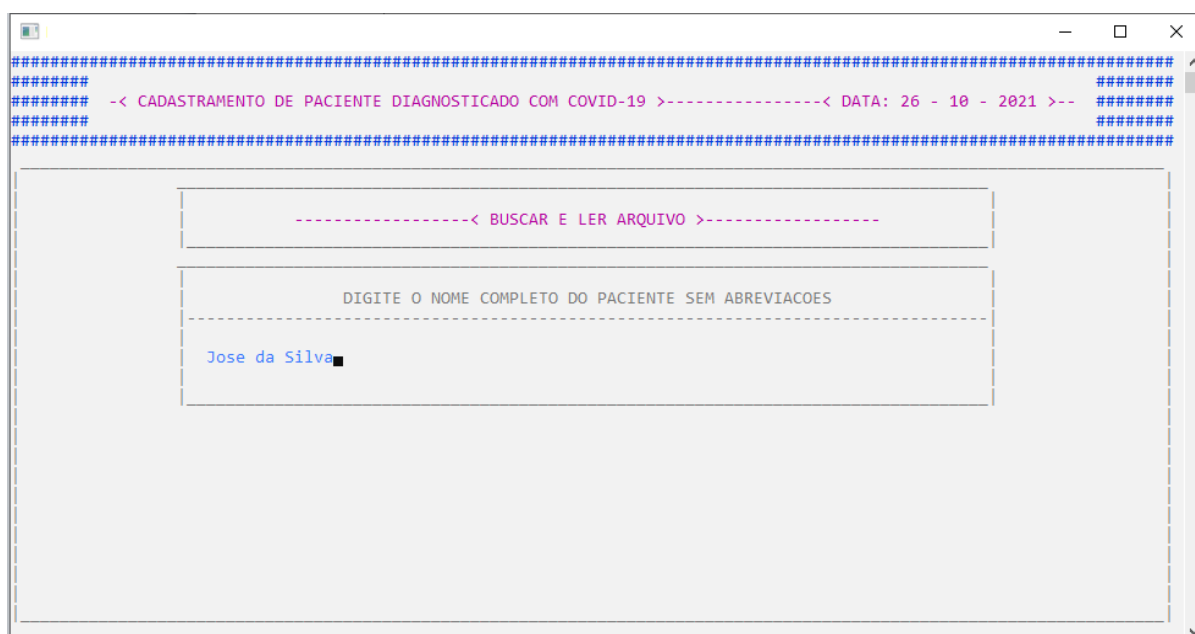 ########################################################################################################################
######## ########
######## -< CADASTRAMENTO DE PACIENTE DIAGNOSTICADO COM COVID-19 >----------------< DATA: 26 - 10 - 2021 >-- ########
######## ########
########################################################################################################################
------------------< BUSCAR E LER ARQUIVO >------------------
DIGITE O NOME COMPLETO DO PACIENTE SEM ABREVIACOES
Jose da Silva